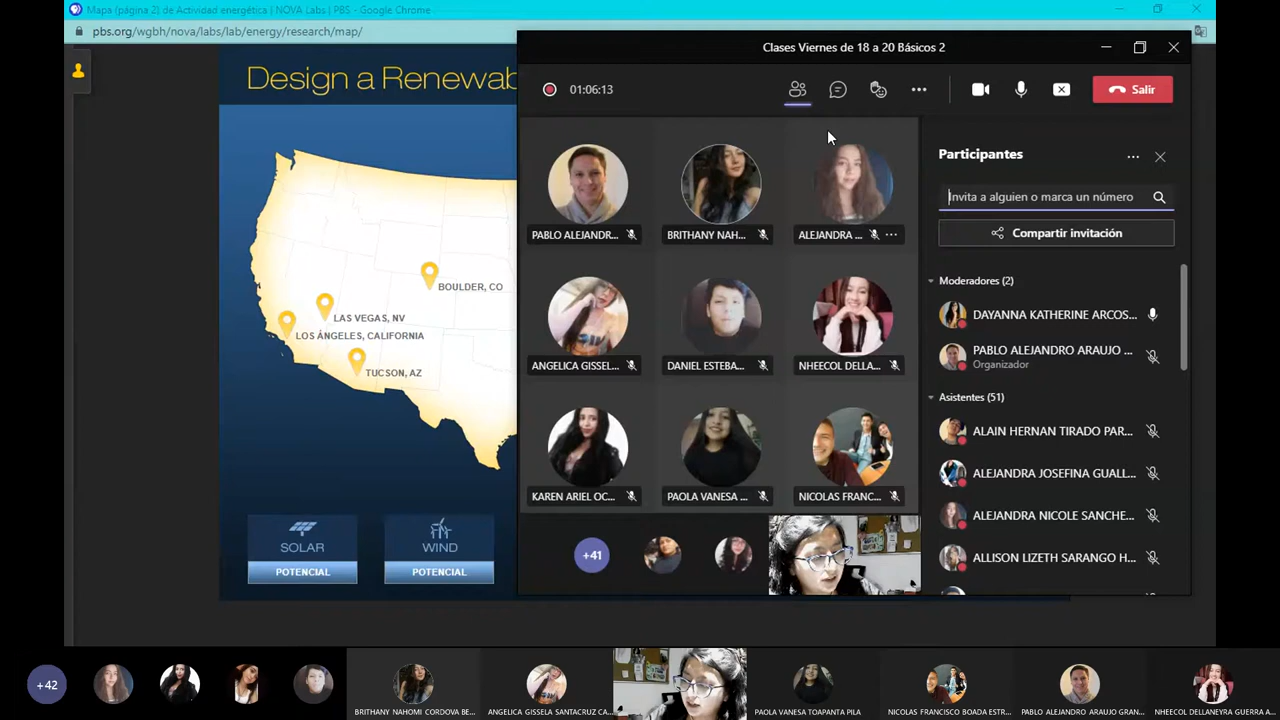 Mapa (página 2) de Actividad energética | NOVA Labs | PBS - Google Chrome
pbs.org/wgbh/nova/labs/lab/energy/research/map/
Design a Renewab
BOULDER, CO
LAS VEGAS, NV
LOS ÁNGELES, CALIFORNIA
TUCSON, AZ
SOLAR
POTENCIAL
WIND
POTENCIAL
Clases Viernes de 18 a 20 Básicos 2
01:06:13
Salir
PABLO ALEJANDR...
BRITHANY NAH...
ALEJANDRA ...
ANGELICA GISSEL...
DANIEL ESTEBA...
NHEECOL DELLA...
KAREN ARIEL OC...
PAOLA VANESA ...
NICOLAS FRANC...
+41
Participantes
Invita a alguien o marca un número
Compartir invitación
Moderadores (2)
DAYANNA KATHERINE ARCOS...
PABLO ALEJANDRO ARAUJO ...
Organizador
Asistentes (51)
ALAIN HERNAN TIRADO PAR...
ALEJANDRA JOSEFINA GUALL...
ALEJANDRA NICOLE SANCHE...
ALLISON LIZETH SARANGO H...
+42
BRITHANY NAHOMI CORDOVA BE...
ANGELICA GISSELA SANTACRUZ CA...
PAOLA VANESA TOAPANTA PILA
NICOLAS FRANCISCO BOADA ESTR...
PABLO ALEJANDRO ARAUJO GRAN...
NHEECOL DELLANEYRA GUERRA A...